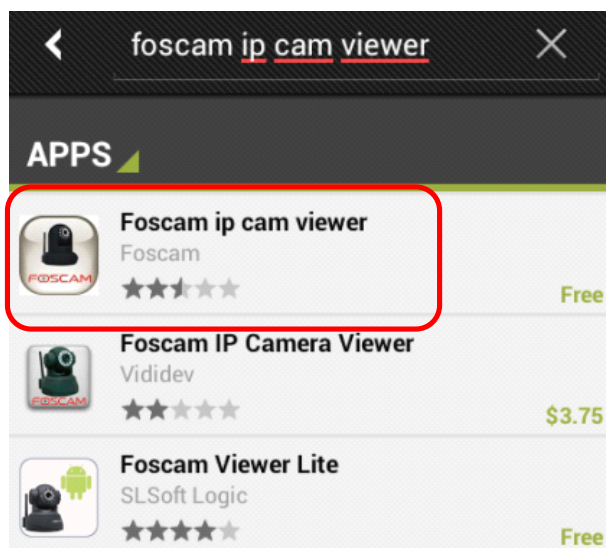 foscam ip cam viewer
APPS
Foscam ip cam viewer
FOSCAM
Foscam
Free
Foscam IP Camera Viewer
FOSCAM
Vididev
$3.75
Foscam Viewer Lite
SLSoft Logic
Free